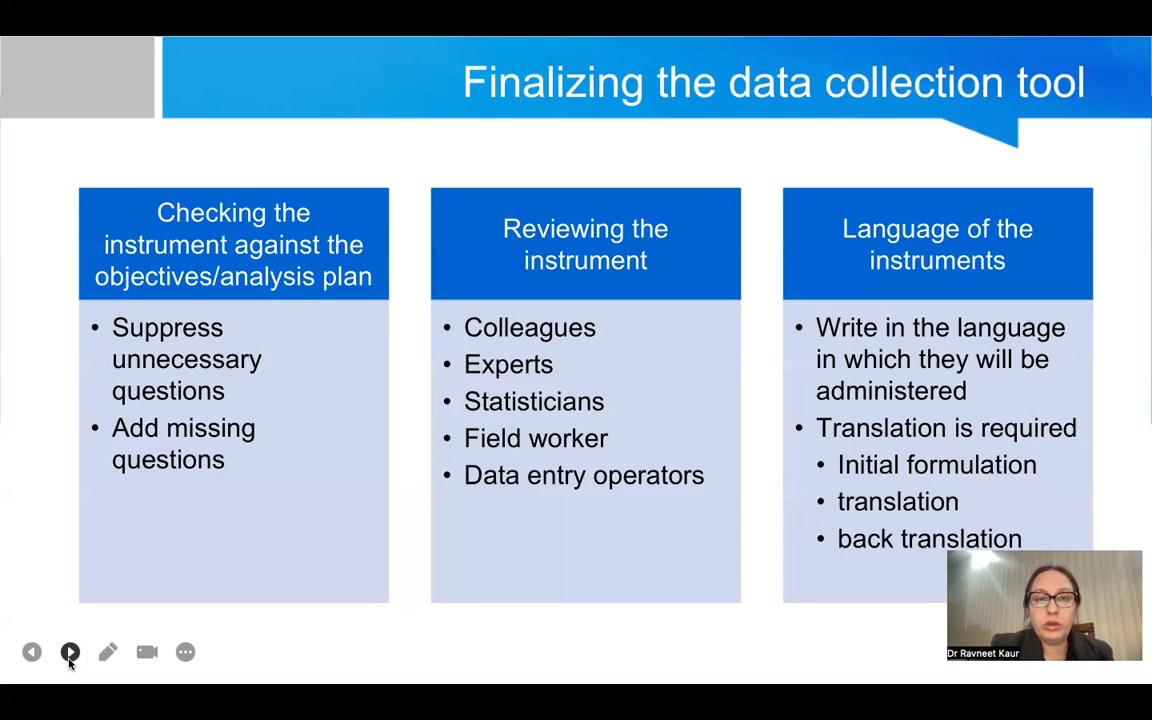 Finalizing the data collection tool
Checking the
instrument against the
objectives/analysis plan
• Suppress
unnecessary
questions
• Add missing
questions
Reviewing the
instrument
• Colleagues
• Experts
• Statisticians
• Field worker
• Data entry operators
Language of the
instruments
• Write in the language
in which they will be
administered
• Translation is required
• Initial formulation
• translation
• back translation
Dr Ravneet Kaur